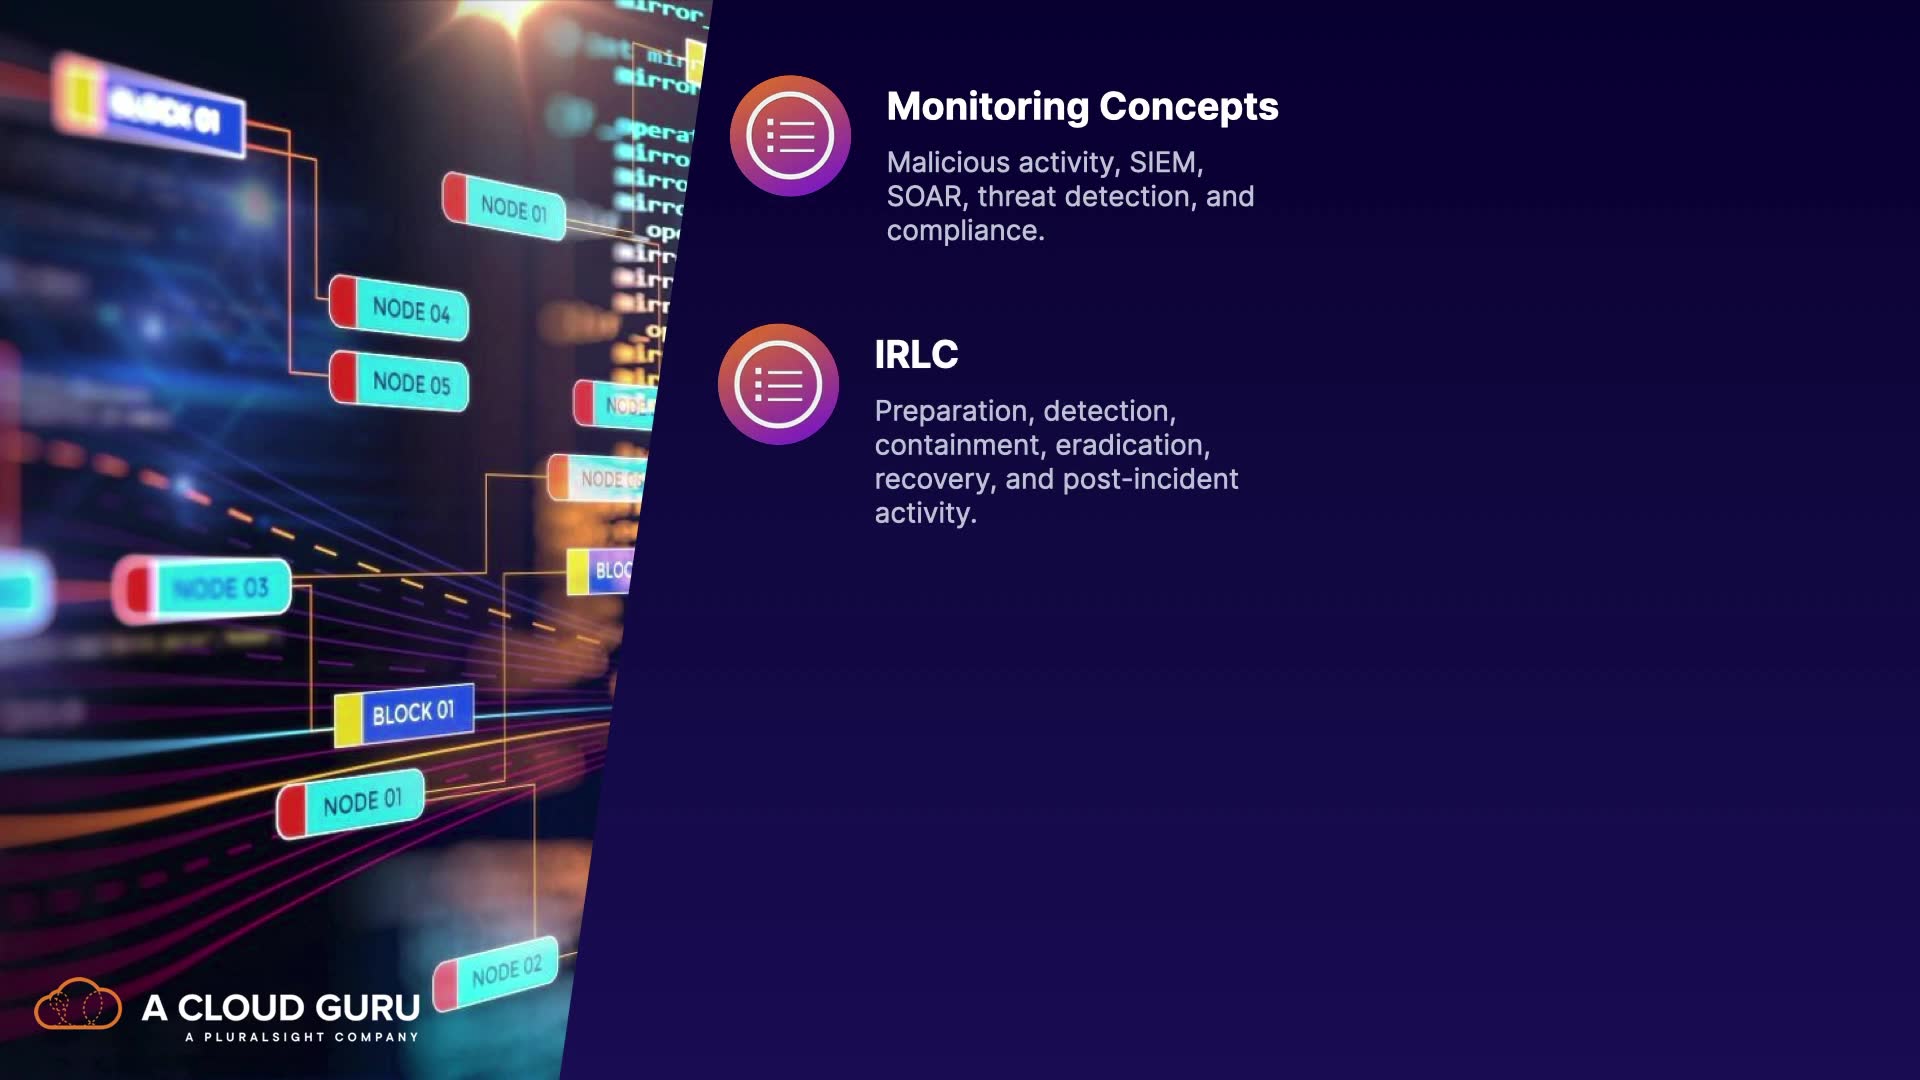 Monitoring Concepts
Malicious activity, SIEM,
SOAR, threat detection, and
compliance.
IRLC
Preparation, detection,
containment, eradication,
recovery, and post-incident
activity.
BLOCK 01
NODE 01
NODE 04
NODE 05
NODE 03
BLOCK 01
NODE 01
NODE 02
A CLOUD GURU
A PLURALSIGHT COMPANY